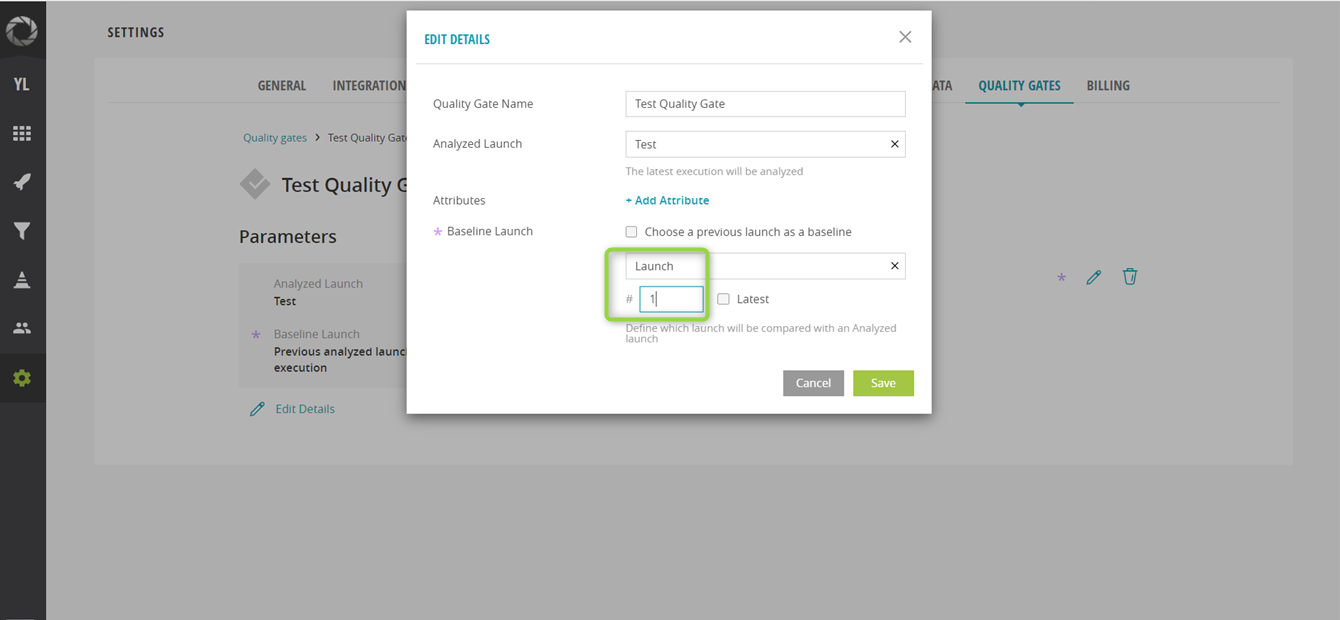 SETTINGS
YL
GENERAL
INTEGRATION
ATA
QUALITY GATES
BILLING
Quality gates > Test Quality Gat
Test Quality G
Parameters
Analyzed Launch
Test
* Baseline Launch
Previous analyzed launc
execution
Edit Details
*
EDIT DETAILS
Quality Gate Name
Test Quality Gate
Analyzed Launch
Test
The latest execution will be analyzed
Attributes
+ Add Attribute
* Baseline Launch
Choose a previous launch as a baseline
Launch
# 1
Latest
Define which launch will be compared with an Analyzed
launch
Cancel
Save